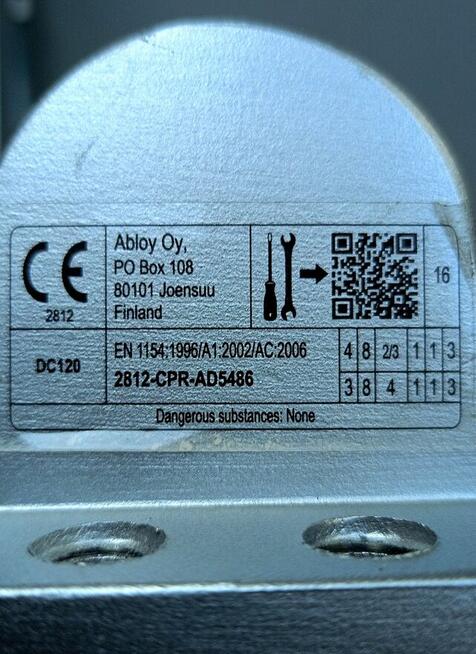 CE
2812
Abloy Oy,
PO Box 108
80101 Joensuu
Finland
16
DC120
EN 1154:1996/A1:2002/AC:2006
2812-CPR-AD5486
4 8 2/3 1 1 3
3 8 4 1 1 3
Dangerous substances: None